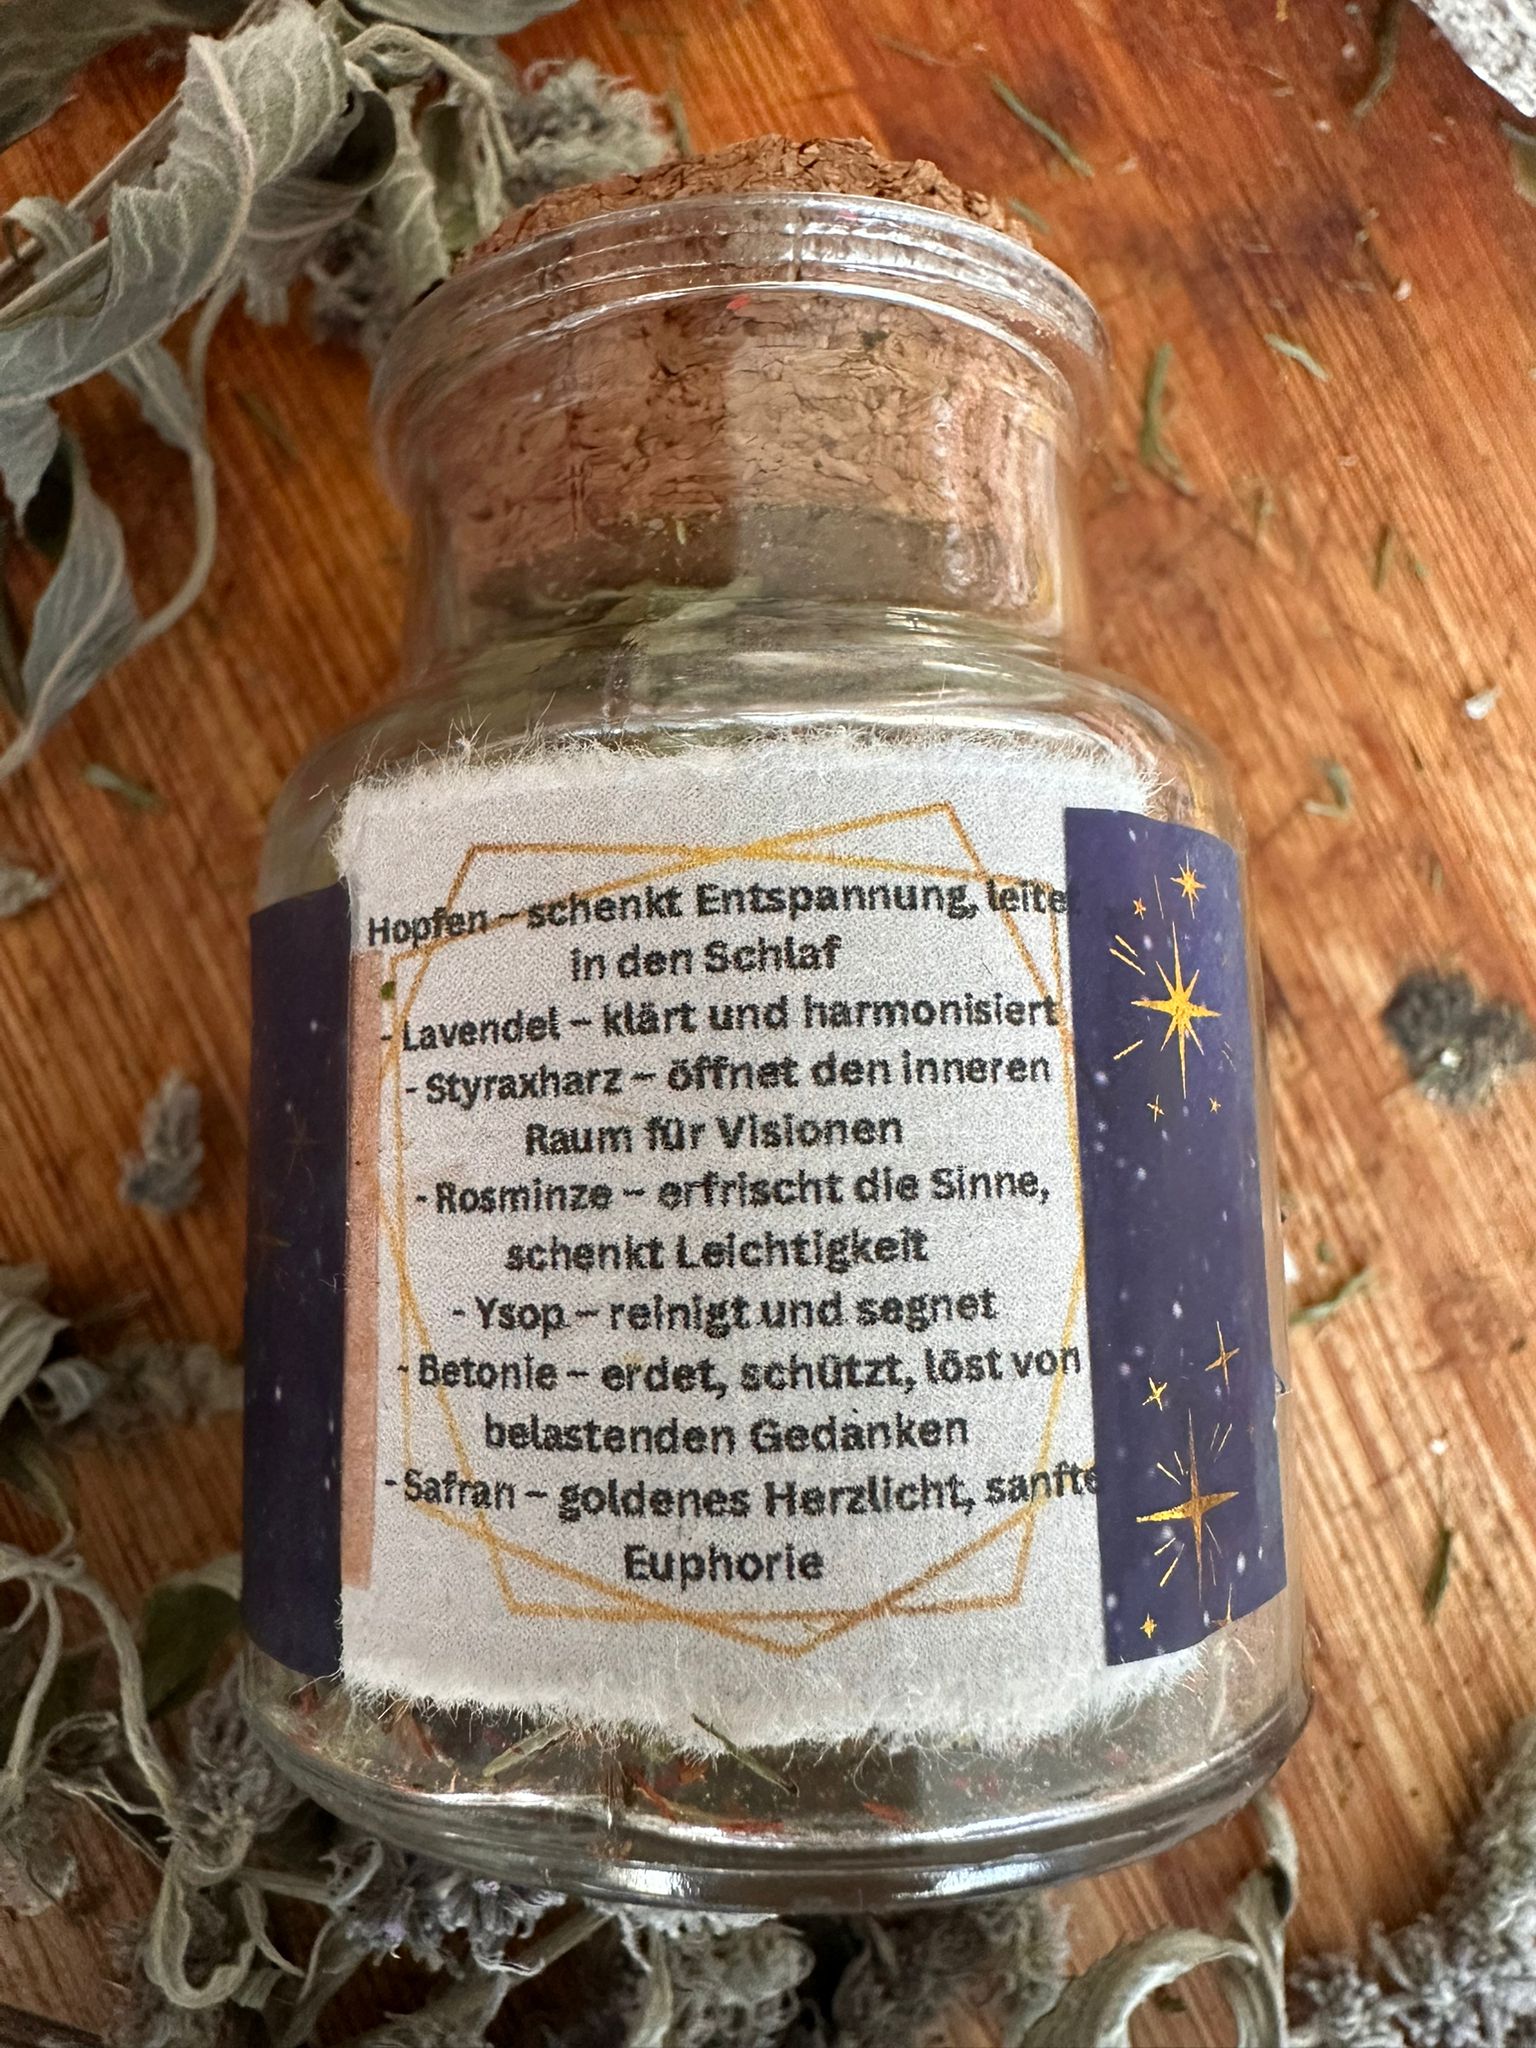 Hopfen – schenkt Entspannung, leitet
in den Schlaf
- Lavendel – klärt und harmonisiert
- Styraxharz – öffnet den inneren
Raum für Visionen
- Rosminze – erfrischt die Sinne,
schenkt Leichtigkeit
- Ysop – reinigt und segnet
- Betonie – erdet, schützt, löst von
belastenden Gedanken
- Safran – goldenes Herzlicht, sanfte
Euphorie